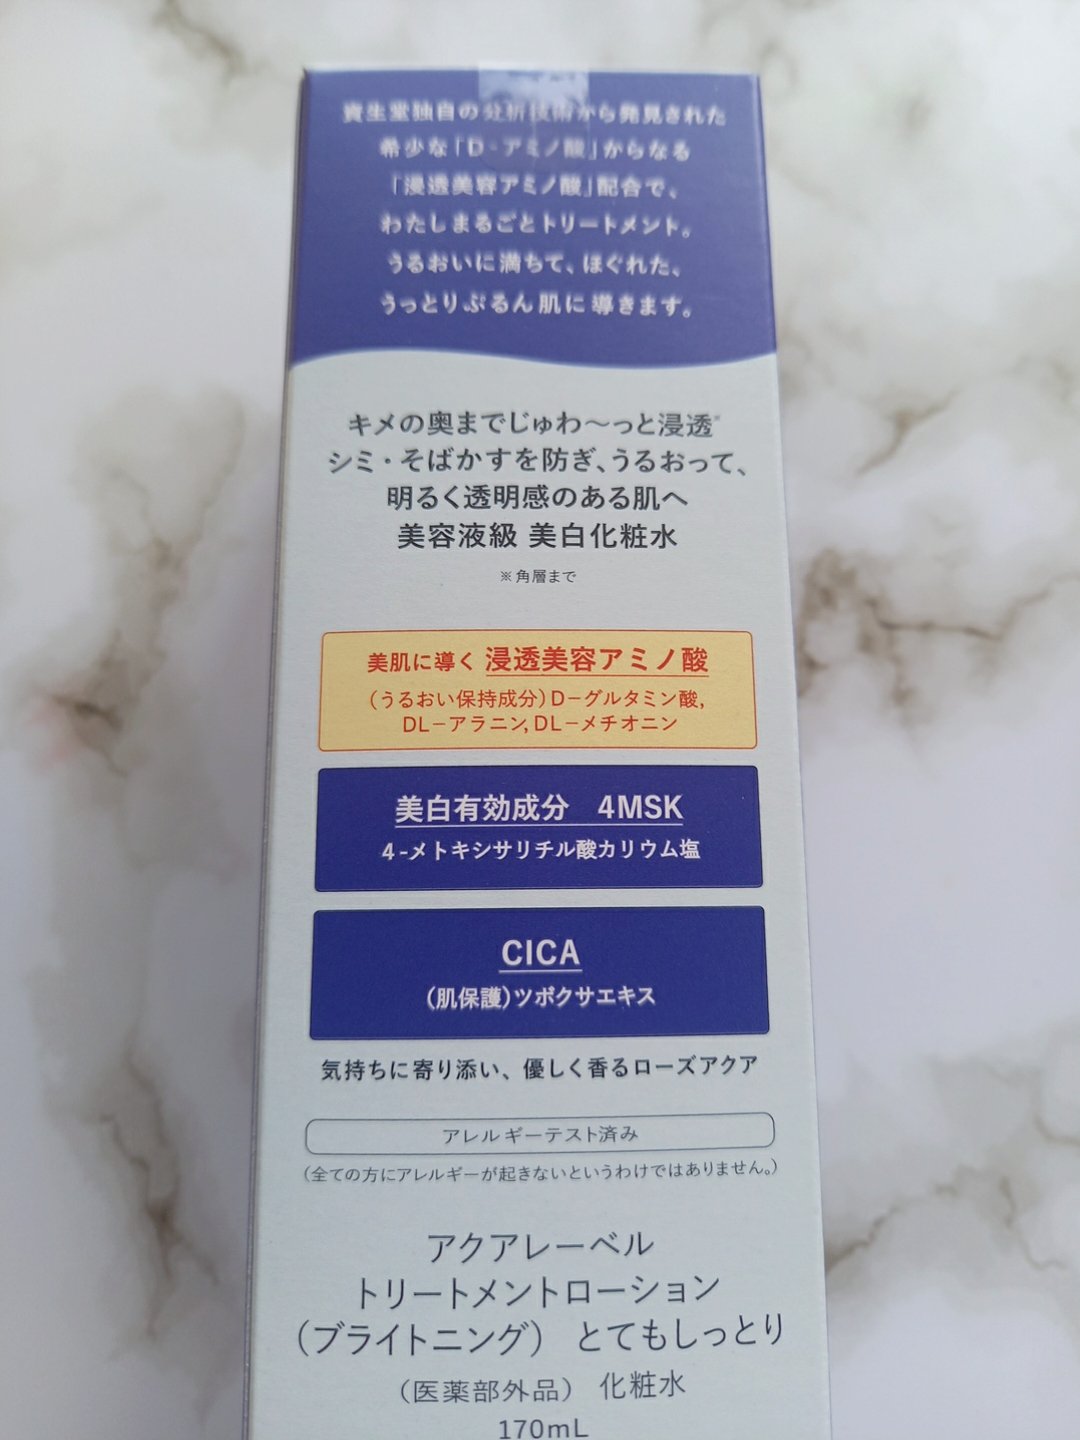 資生堂独自の分析技術から発見された
希少な「D-アミノ酸」からなる
「浸透美容アミノ酸」配合で、
わたしまるごとトリートメント。
うるおいに満ちて、ほぐれた、
うっとりぷるん肌に導きます。
キメの奥までじゅわ～っと浸透※
シミ・そばかすを防ぎ、うるおって、
明るく透明感のある肌へ
美容液級 美白化粧水
※角層まで
美肌に導く 浸透美容アミノ酸
（うるおい保持成分）D－グルタミン酸,
DL－アラニン,DL－メチオニン
美白有効成分　4MSK
4-メトキシサリチル酸カリウム塩
CICA
（肌保護）ツボクサエキス
気持ちに寄り添い、優しく香るローズアクア
アレルギーテスト済み
（全ての方にアレルギーが起きないというわけではありません。）
アクアレーベル
トリートメントローション
（ブライトニング）　とてもしっとり
（医薬部外品）　化粧水
170mL